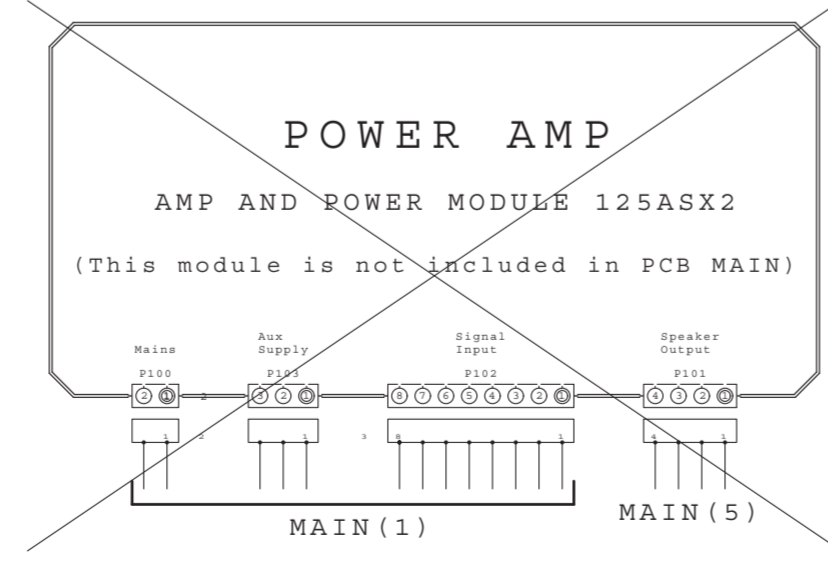 POWER AMP
AMP AND POWER MODULE 125ASX2
(This module is not included in PCB MAIN)
Mains
Aux
Supply
Signal
Input
Speaker
Output
P100
P103
P102
P101
2 1 2 3 2 1 8 7 6 5 4 3 2 1 4 3 2 1
1 2 1 3 8 1 4 1
MAIN(1)
MAIN(5)